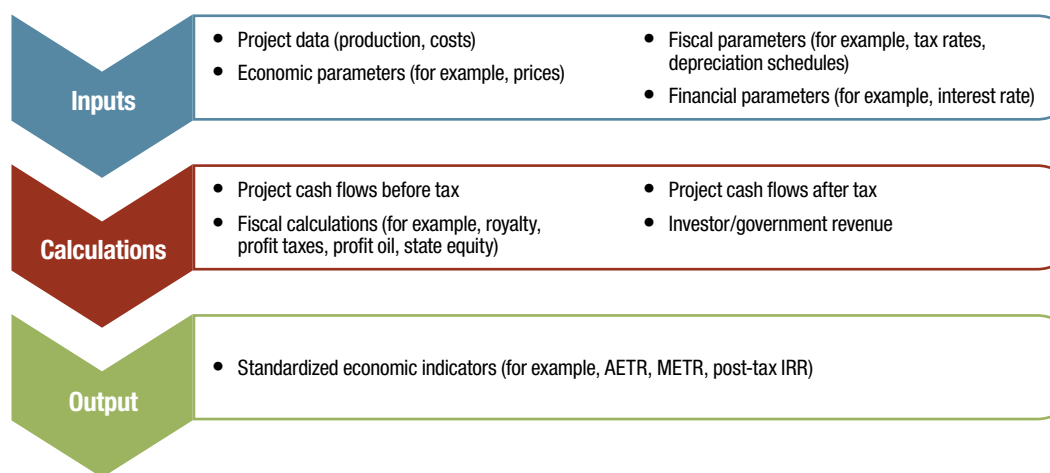 Inputs
• Project data (production, costs)
• Economic parameters (for example, prices)
• Fiscal parameters (for example, tax rates,
depreciation schedules)
• Financial parameters (for example, interest rate)
Calculations
• Project cash flows before tax
• Fiscal calculations (for example, royalty,
profit taxes, profit oil, state equity)
• Project cash flows after tax
• Investor/government revenue
Output
• Standardized economic indicators (for example, AETR, METR, post-tax IRR)